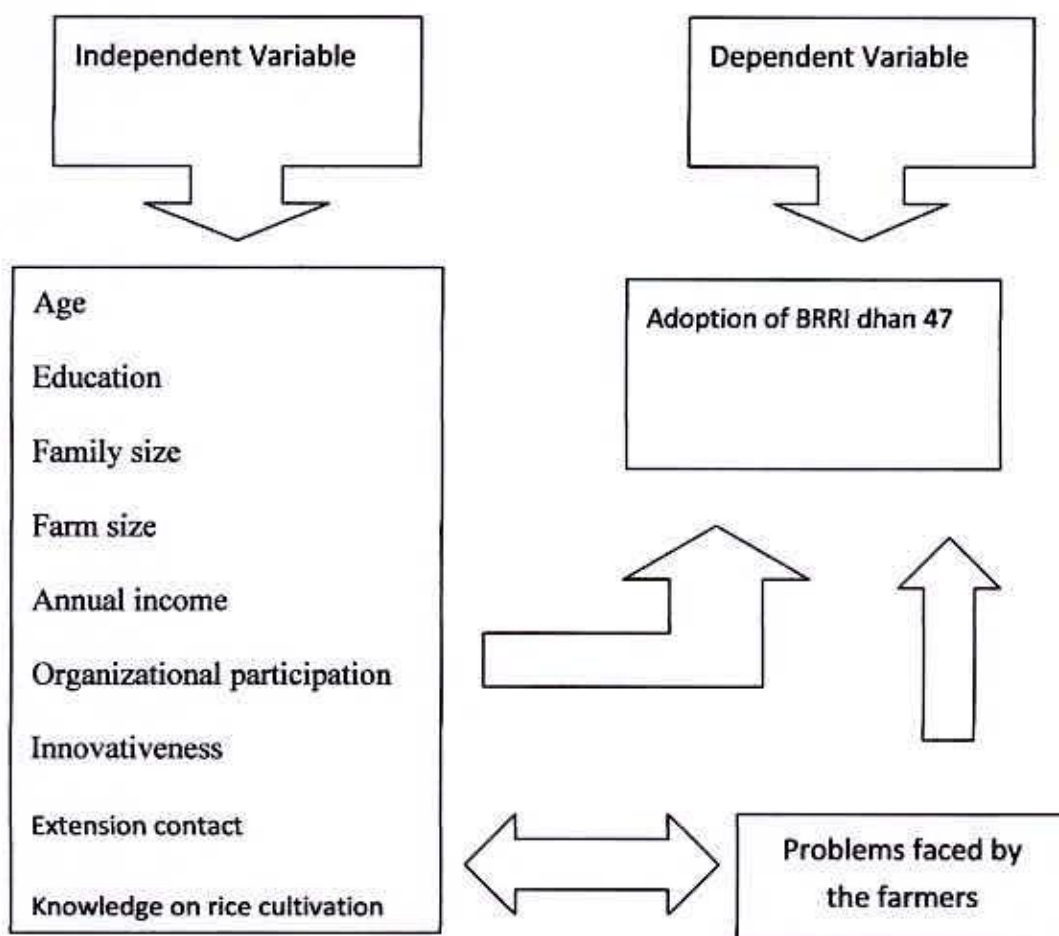 Independent Variable
Dependent Variable
Age
Education
Family size
Farm size
Annual income
Organizational participation
Innovativeness
Extension contact
Knowledge on rice cultivation
Adoption of BRRI dhan 47
Problems faced by
the farmers